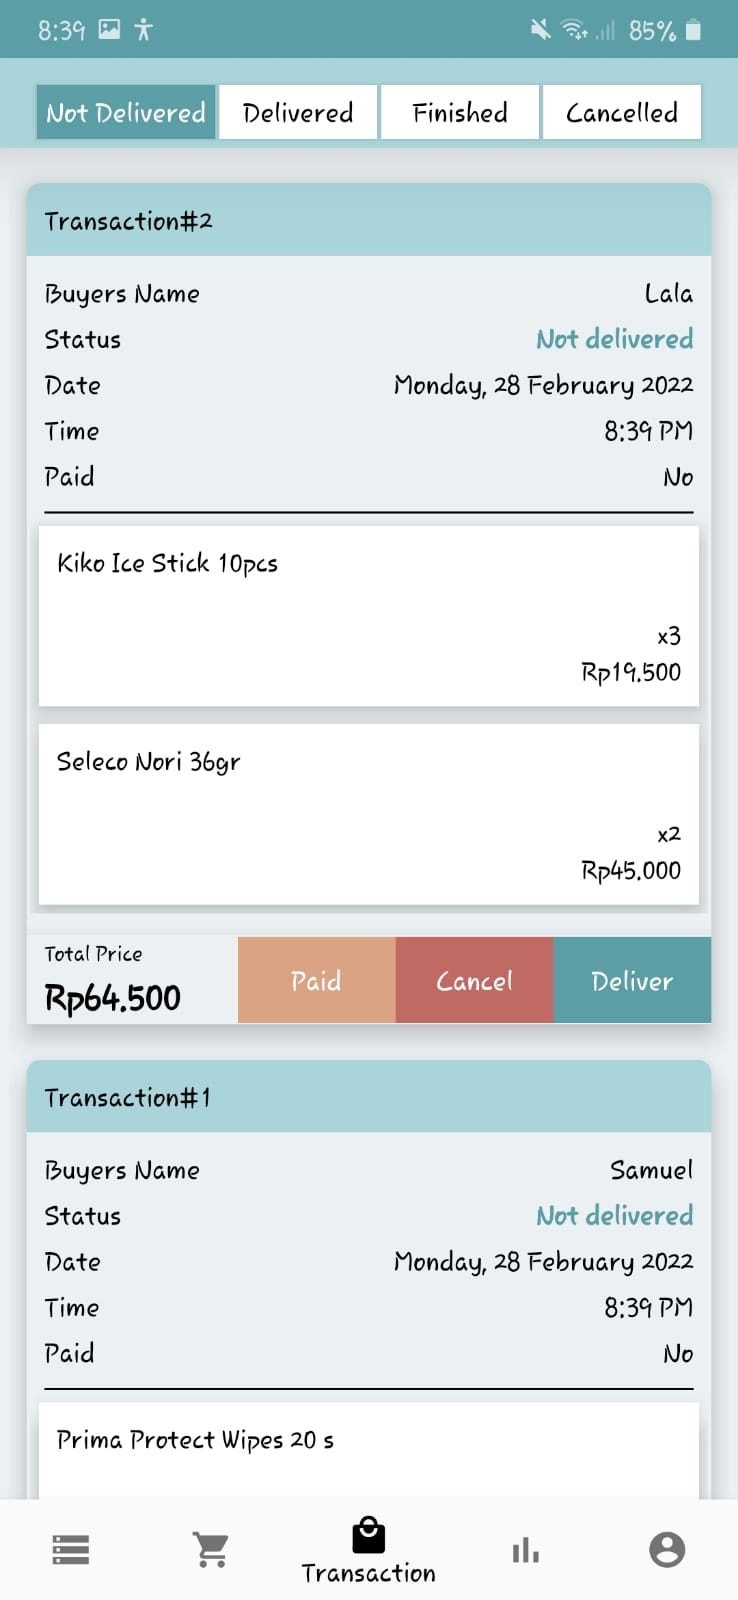 8:39 85%
Not Delivered Delivered Finished Cancelled
Transaction#2
Buyers Name Lala
Status Not delivered
Date Monday, 28 February 2022
Time 8:39 PM
Paid No
Kiko Ice Stick 10pcs
x3
Rp19.500
Seleco Nori 36gr
x2
Rp45.000
Total Price
Rp64.500
Paid Cancel Deliver
Transaction#1
Buyers Name Samuel
Status Not delivered
Date Monday, 28 February 2022
Time 8:39 PM
Paid No
Prima Protect Wipes 20 s
Transaction